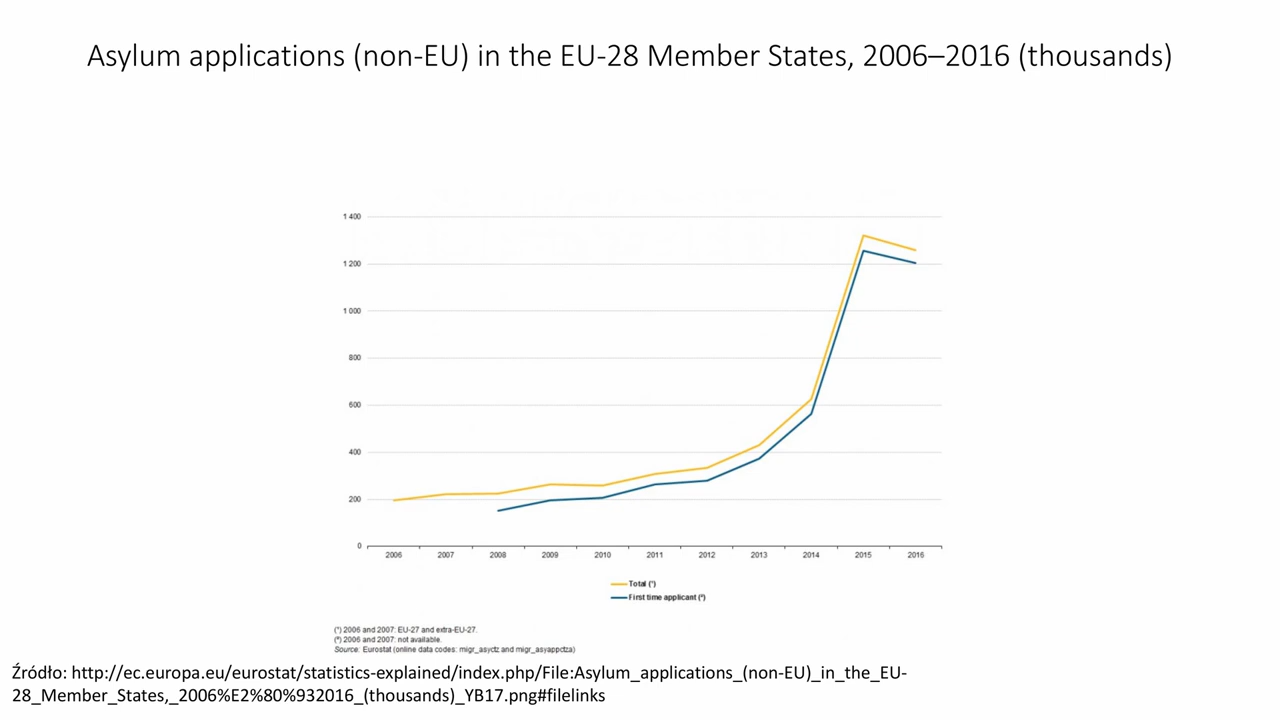 Asylum applications (non-EU) in the EU-28 Member States, 2006–2016 (thousands)
1 400
1 200
1 000
800
600
400
200
0
2006 2007 2008 2009 2010 2011 2012 2013 2014 2015 2016
Total (¹)
First time applicant (²)
(¹) 2006 and 2007: EU-27 and extra-EU-27.
(²) 2006 and 2007: not available.
Source: Eurostat (online data codes: migr_asyctz and migr_asyappctza)
Źródło: http://ec.europa.eu/eurostat/statistics-explained/index.php/File:Asylum_applications_(non-EU)_in_the_EU-
28_Member_States,_2006%E2%80%932016_(thousands)_YB17.png#filelinks